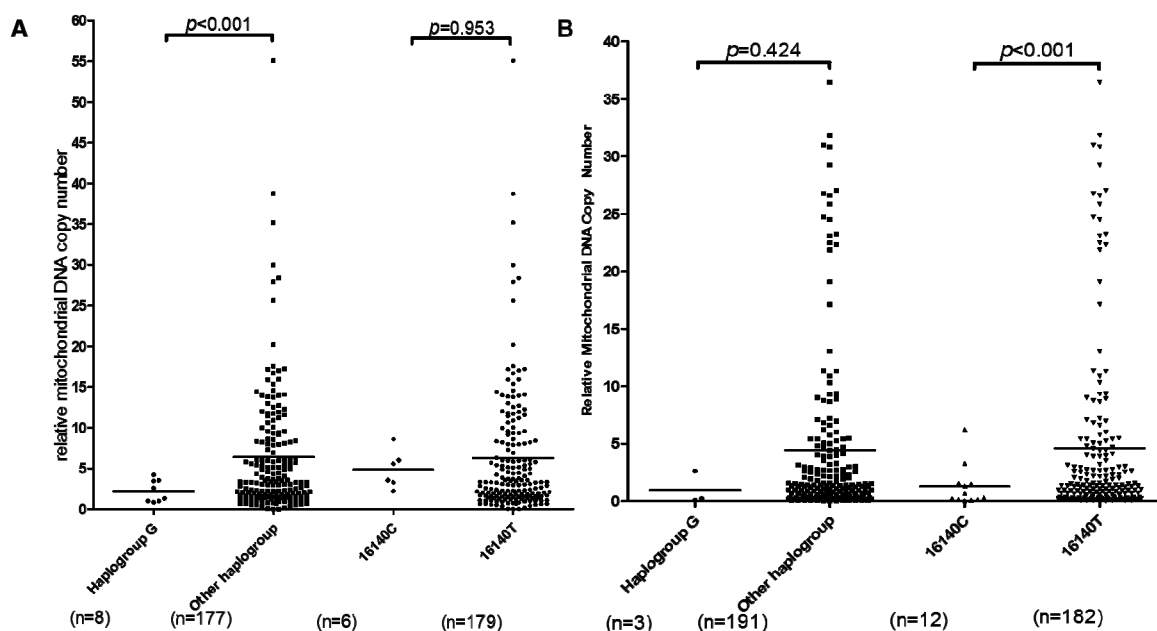 A
relative mitochondrial DNA copy number
60
55
50
45
40
35
30
25
20
15
10
5
0
p<0.001
p=0.953
Haplogroup G
Other haplogroup
16140C
16140T
(n=8)
(n=177)
(n=6)
(n=179)
B
Relative Mitochondrial DNA Copy Number
40
35
30
25
20
15
10
5
0
p=0.424
p<0.001
Haplogroup G
Other haplogroup
16140C
16140T
(n=3)
(n=191)
(n=12)
(n=182)